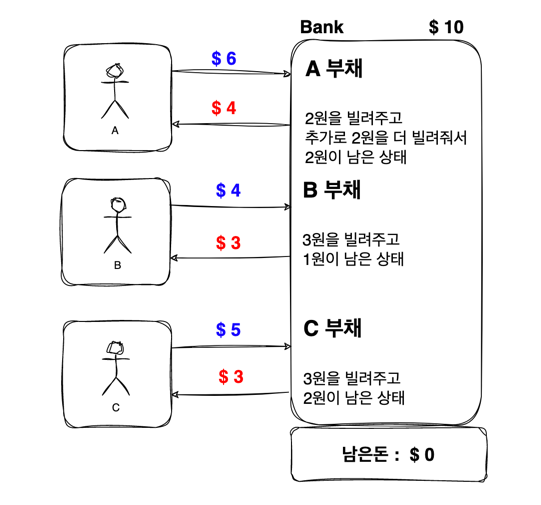 Bank $ 10
$ 6
A 부채
$ 4
A
2원을 빌려주고
추가로 2원을 더 빌려줘서
2원이 남은 상태
$ 4
B 부채
$ 3
B
3원을 빌려주고
1원이 남은 상태
$ 5
C 부채
$ 3
C
3원을 빌려주고
2원이 남은 상태
남은돈 : $ 0